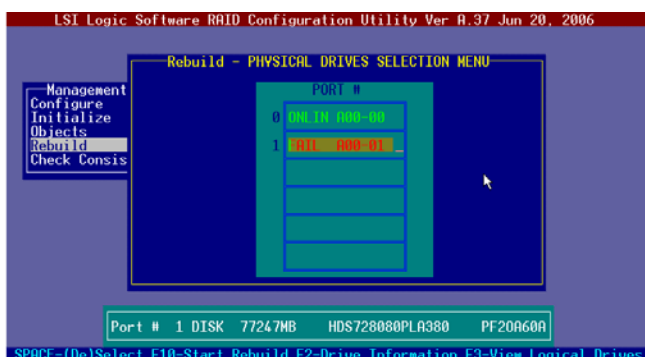 LSI Logic Software RAID Configuration Utility Ver A.37 Jun 20, 2006
Rebuild - PHYSICAL DRIVES SELECTION MENU
Management
Configure
Initialize
Objects
Rebuild
Check Consis
PORT #
0 ONLIN A00-00
1 FAIL A00-01 _
Port # 1 DISK 77247MB HDS728080PLA380 PF2OA60A
SPACE-(De)Select F10-Start Rebuild F2-Drive Information F3-View Logical Drives